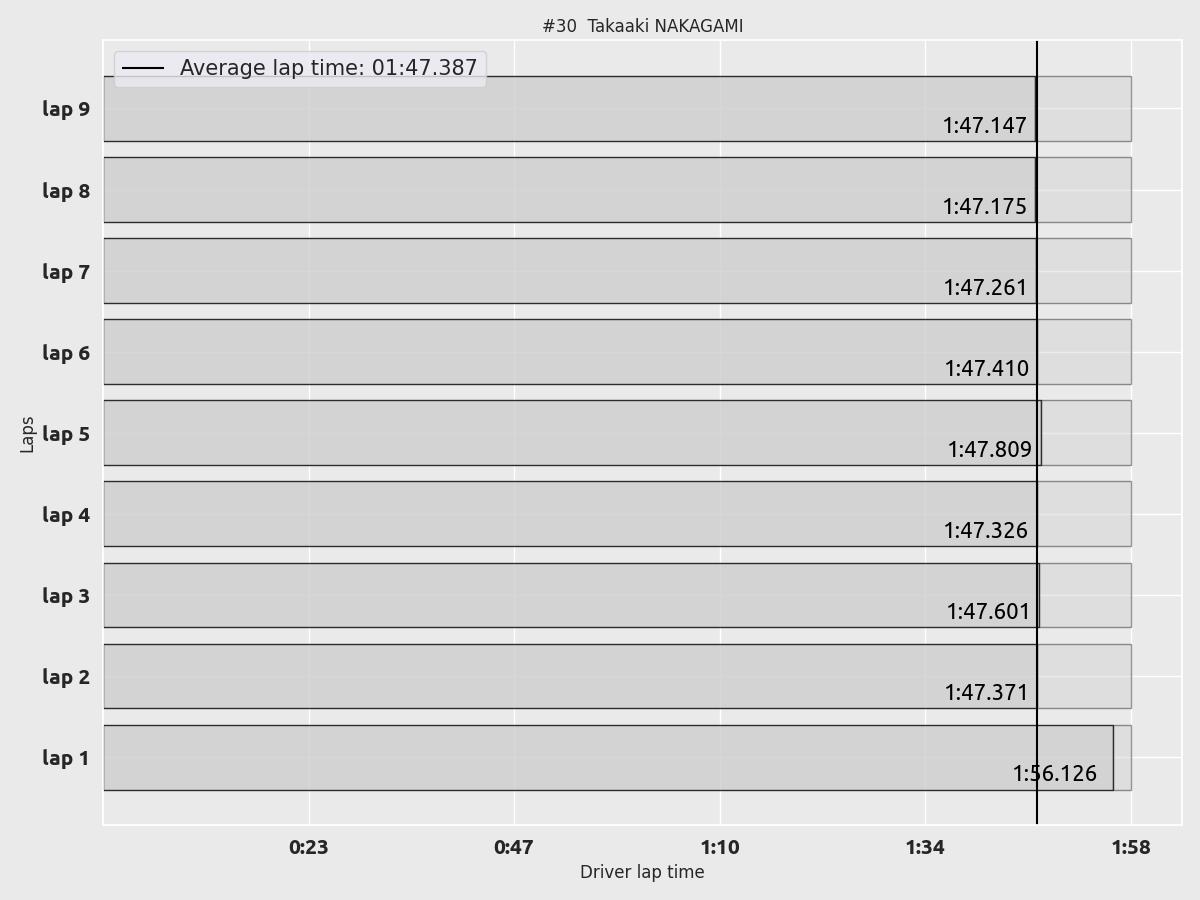 #30  Takaaki NAKAGAMI
Average lap time: 01:47.387
lap 9
1:47.147
lap 8
1:47.175
lap 7
1:47.261
lap 6
1:47.410
lap 5
1:47.809
lap 4
1:47.326
lap 3
1:47.601
lap 2
1:47.371
lap 1
1:56.126
Laps
0:23 0:47 1:10 1:34 1:58
Driver lap time